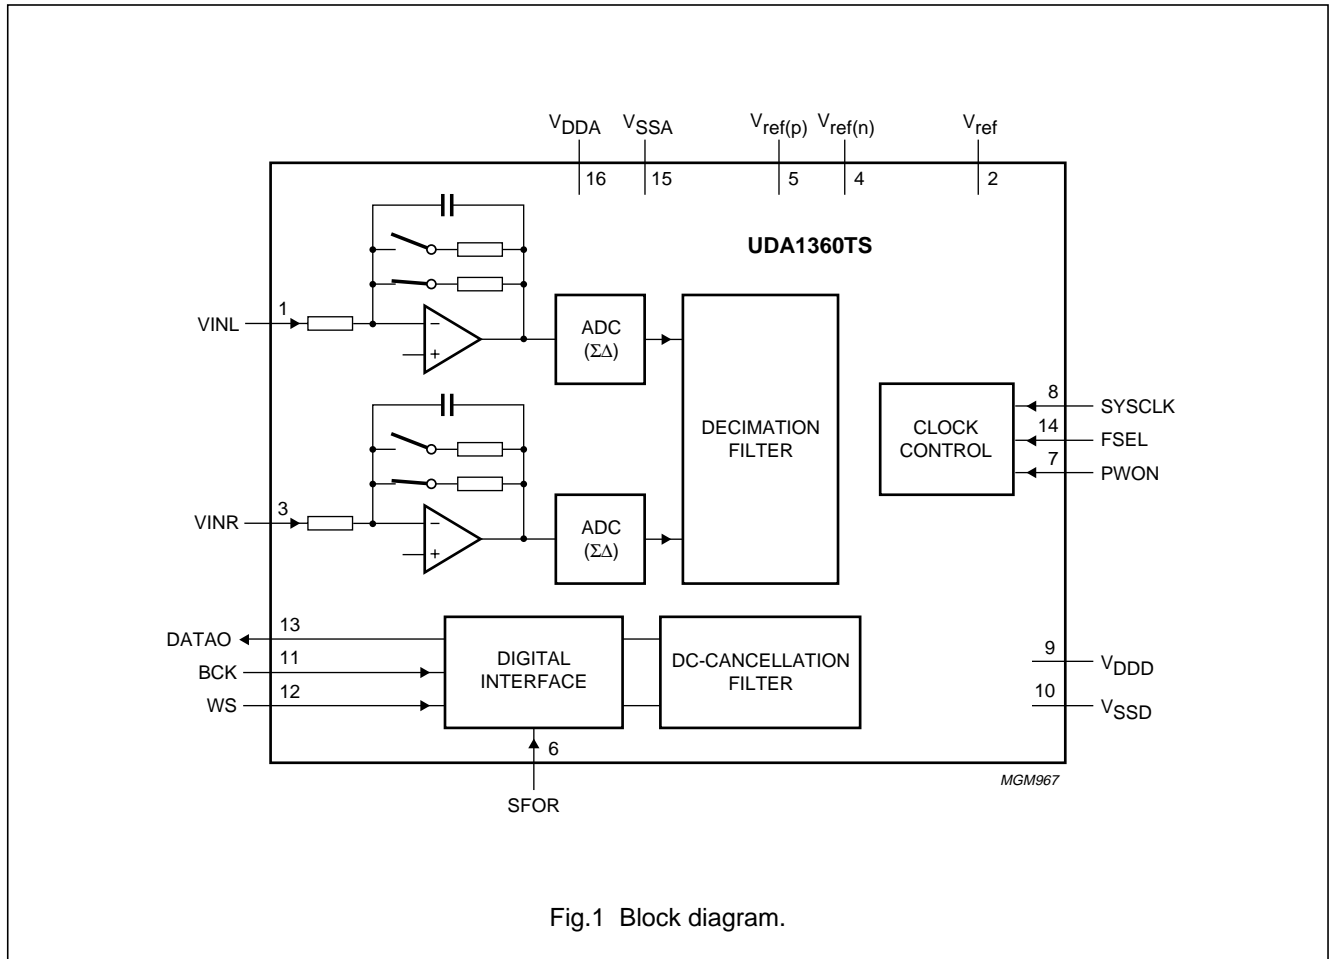 VDDA VSSA Vref(p) Vref(n) Vref
16 15 5 4 2
UDA1360TS
VINL 1
− +
ADC
(ΣΔ)
DECIMATION
FILTER
CLOCK
CONTROL
8 SYSCLK
14 FSEL
7 PWON
VINR 3
− +
ADC
(ΣΔ)
DATAO 13
BCK 11
WS 12
DIGITAL
INTERFACE
DC-CANCELLATION
FILTER
9 VDDD
10 VSSD
6
SFOR
MGM967
Fig.1 Block diagram.